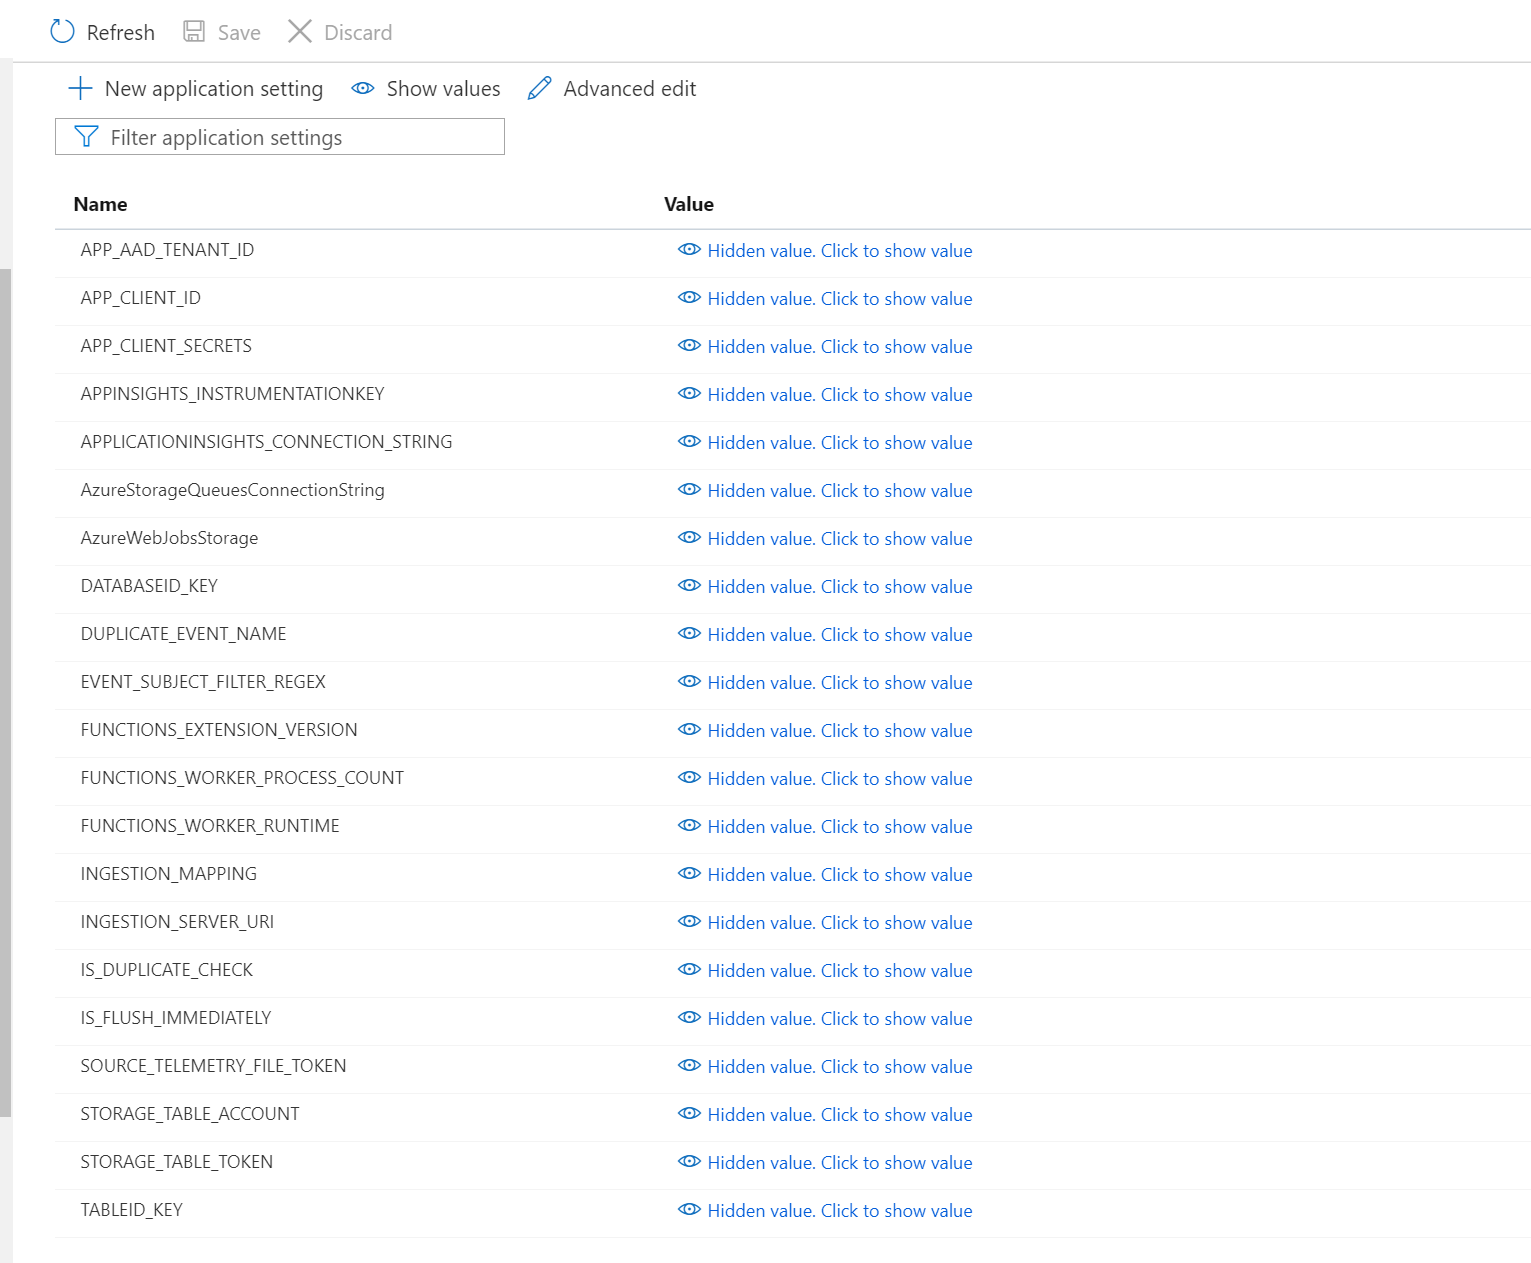 Refresh Save Discard
New application setting Show values Advanced edit
Filter application settings
Name Value
APP_AAD_TENANT_ID Hidden value. Click to show value
APP_CLIENT_ID Hidden value. Click to show value
APP_CLIENT_SECRETS Hidden value. Click to show value
APPINSIGHTS_INSTRUMENTATIONKEY Hidden value. Click to show value
APPLICATIONINSIGHTS_CONNECTION_STRING Hidden value. Click to show value
AzureStorageQueuesConnectionString Hidden value. Click to show value
AzureWebJobsStorage Hidden value. Click to show value
DATABASEID_KEY Hidden value. Click to show value
DUPLICATE_EVENT_NAME Hidden value. Click to show value
EVENT_SUBJECT_FILTER_REGEX Hidden value. Click to show value
FUNCTIONS_EXTENSION_VERSION Hidden value. Click to show value
FUNCTIONS_WORKER_PROCESS_COUNT Hidden value. Click to show value
FUNCTIONS_WORKER_RUNTIME Hidden value. Click to show value
INGESTION_MAPPING Hidden value. Click to show value
INGESTION_SERVER_URI Hidden value. Click to show value
IS_DUPLICATE_CHECK Hidden value. Click to show value
IS_FLUSH_IMMEDIATELY Hidden value. Click to show value
SOURCE_TELEMETRY_FILE_TOKEN Hidden value. Click to show value
STORAGE_TABLE_ACCOUNT Hidden value. Click to show value
STORAGE_TABLE_TOKEN Hidden value. Click to show value
TABLEID_KEY Hidden value. Click to show value